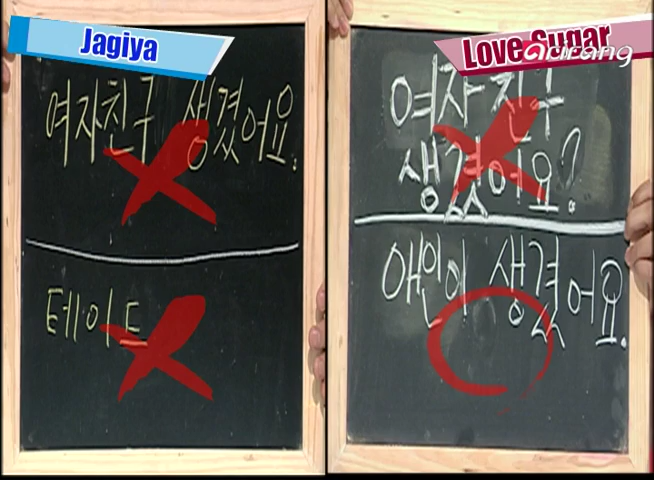 Jagiya
여자친구 생겼어요.
테이트
Love Sugar
arirang
여자 친구
생겼어요?
애인이 생겼어요.